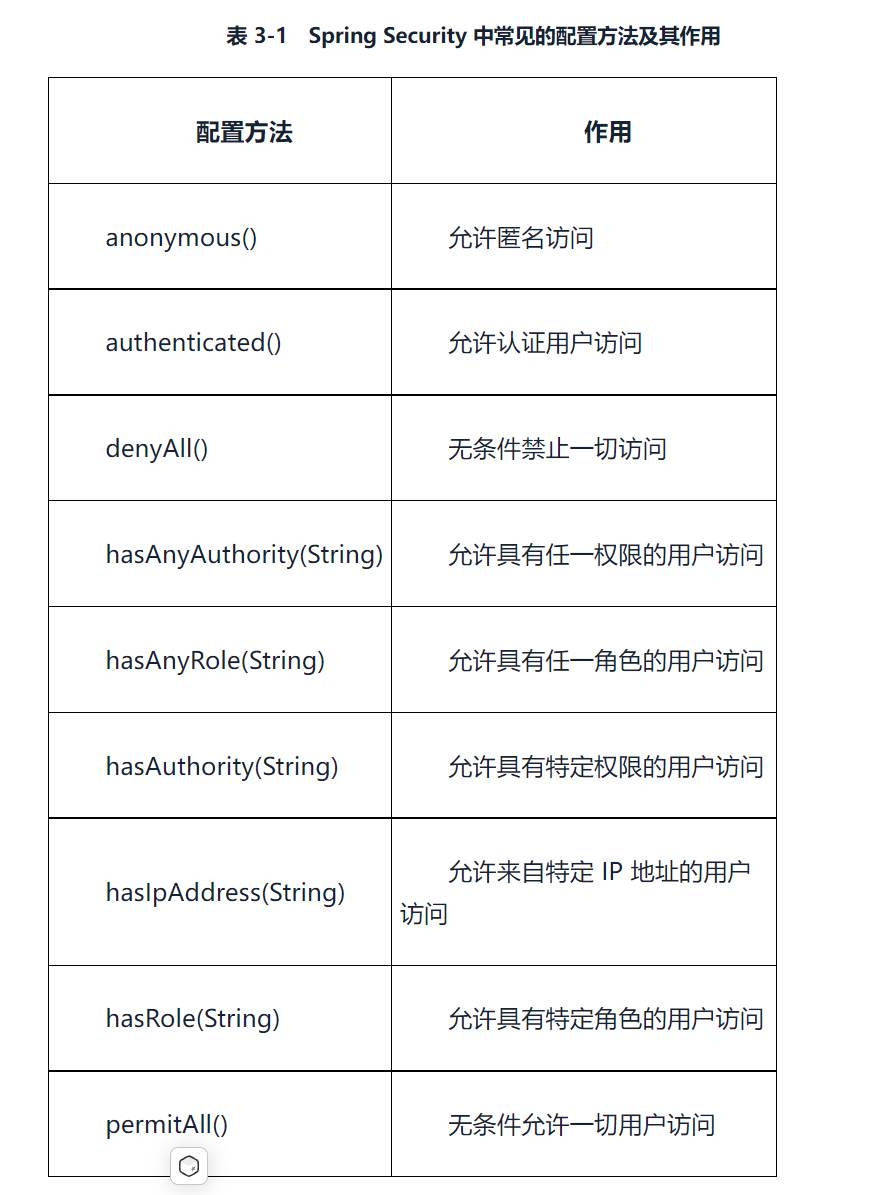 表 3-1 Spring Security 中常见的配置方法及其作用
配置方法 作用
anonymous() 允许匿名访问
authenticated() 允许认证用户访问
denyAll() 无条件禁止一切访问
hasAnyAuthority(String) 允许具有任一权限的用户访问
hasAnyRole(String) 允许具有任一角色的用户访问
hasAuthority(String) 允许具有特定权限的用户访问
hasIpAddress(String) 允许来自特定 IP 地址的用户
访问
hasRole(String) 允许具有特定角色的用户访问
permitAll() 无条件允许一切用户访问